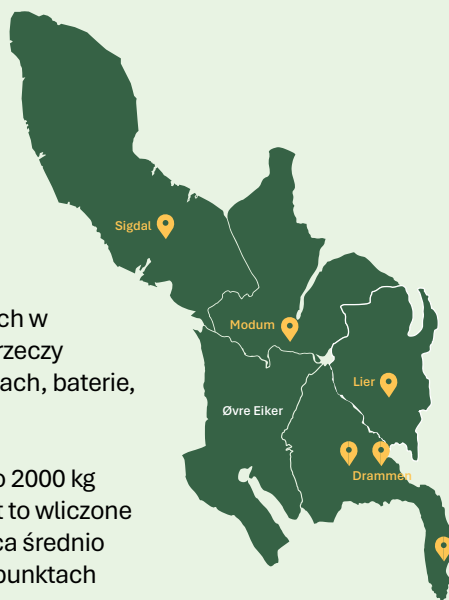 Sigdal
ch w
Modum
rzeczy
ach, baterie,
Lier
Øvre Eiker
Drammen
o 2000 kg
t to wliczone
ca średnio
punktach